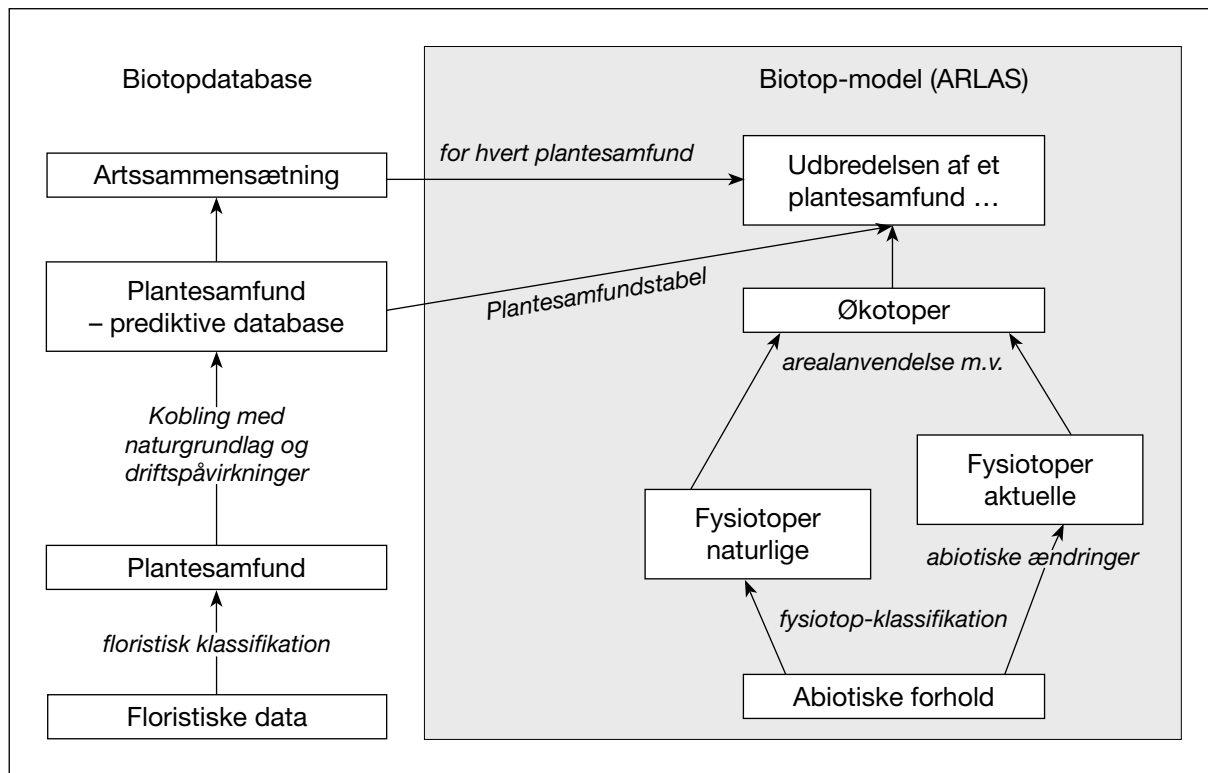 Biotopdatabase
Artssammensætning
Plantesamfund
– prediktive database
Kobling med
naturgrundlag og
driftspåvirkninger
Plantesamfund
floristisk klassifikation
Floristiske data
Biotop-model (ARLAS)
for hvert plantesamfund
Udbredelsen af et
plantesamfund …
Plantesamfundstabel
Økotoper
arealanvendelse m.v.
Fysiotoper
aktuelle
Fysiotoper
naturlige
abiotiske ændringer
fysiotop-klassifikation
Abiotiske forhold